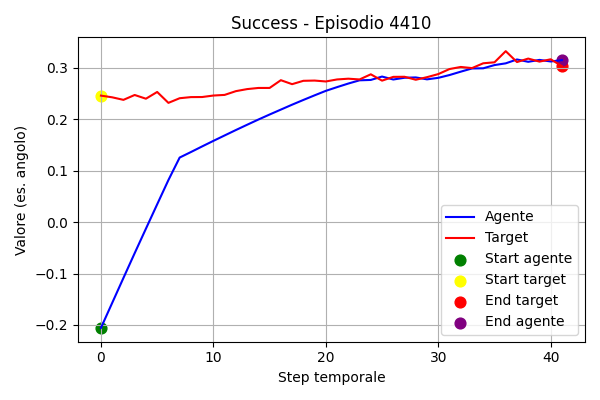 Success - Episodio 4410
Valore (es. angolo)
0.3
0.2
0.1
0.0
−0.1
−0.2
0
10
20
30
40
Step temporale
Agente
Target
Start agente
Start target
End target
End agente